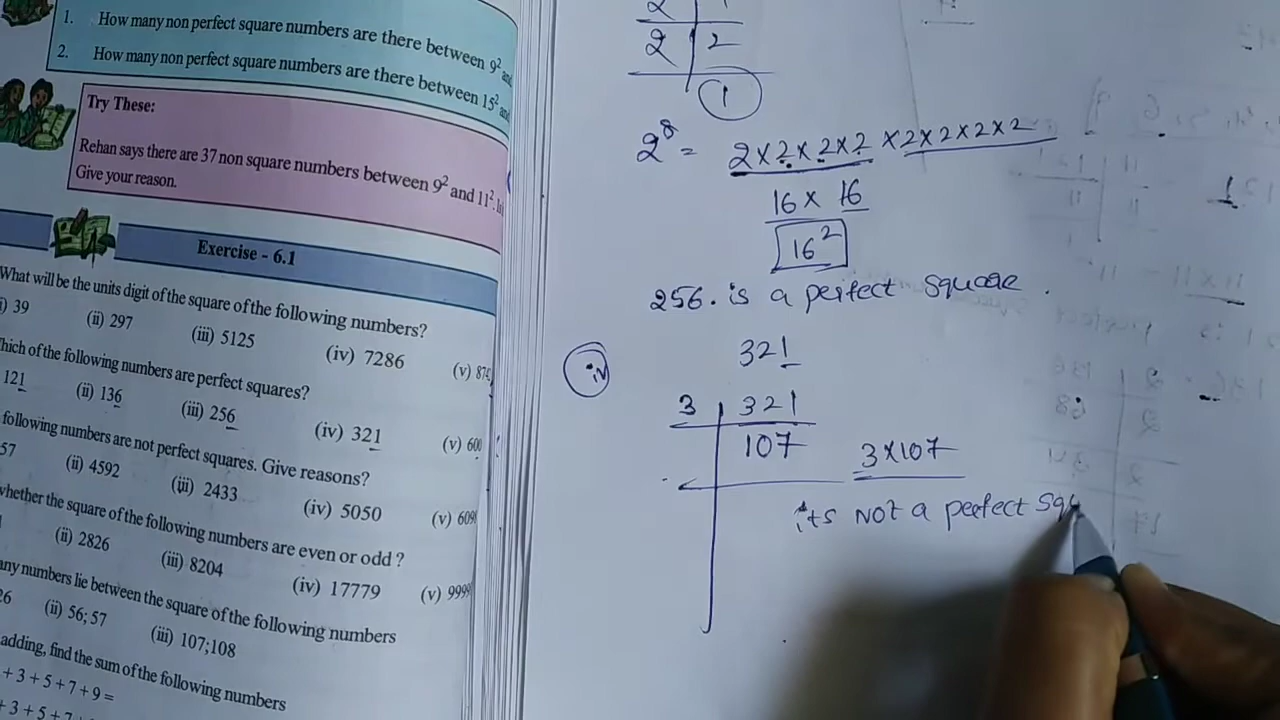 1. How many non perfect square numbers are there between 9²
2. How many non perfect square numbers are there between 15²
Try These:
Rehan says there are 37 non square numbers between 9² and 11².
Give your reason.
Exercise - 6.1
What will be the units digit of the square of the following numbers?
39 (ii) 297 (iii) 5125 (iv) 7286 (v)
of the following are perfect squares?
121 (ii) 136 (iii) 256 (iv) 321 (v)
following numbers are not perfect squares. Give reasons?
57 (ii) 4592 (iii) 2433 (iv) 5050 (v)
whether the square of the following numbers are even or odd ?
(ii) 2826 (iii) 8204 (iv) 17779 (v)
numbers lie between the square of the following numbers
(ii) 56; 57 (iii) 107;108
adding, find the sum of the following numbers
+ 3 + 5 + 7 + 9 =
2
2 2
1
2⁸ = 2×2×2×2 ×2×2×2×2
16 × 16
16²
256. is a perfect square .
iv 321
3 321
107 3×107
its NOT a perfect squ